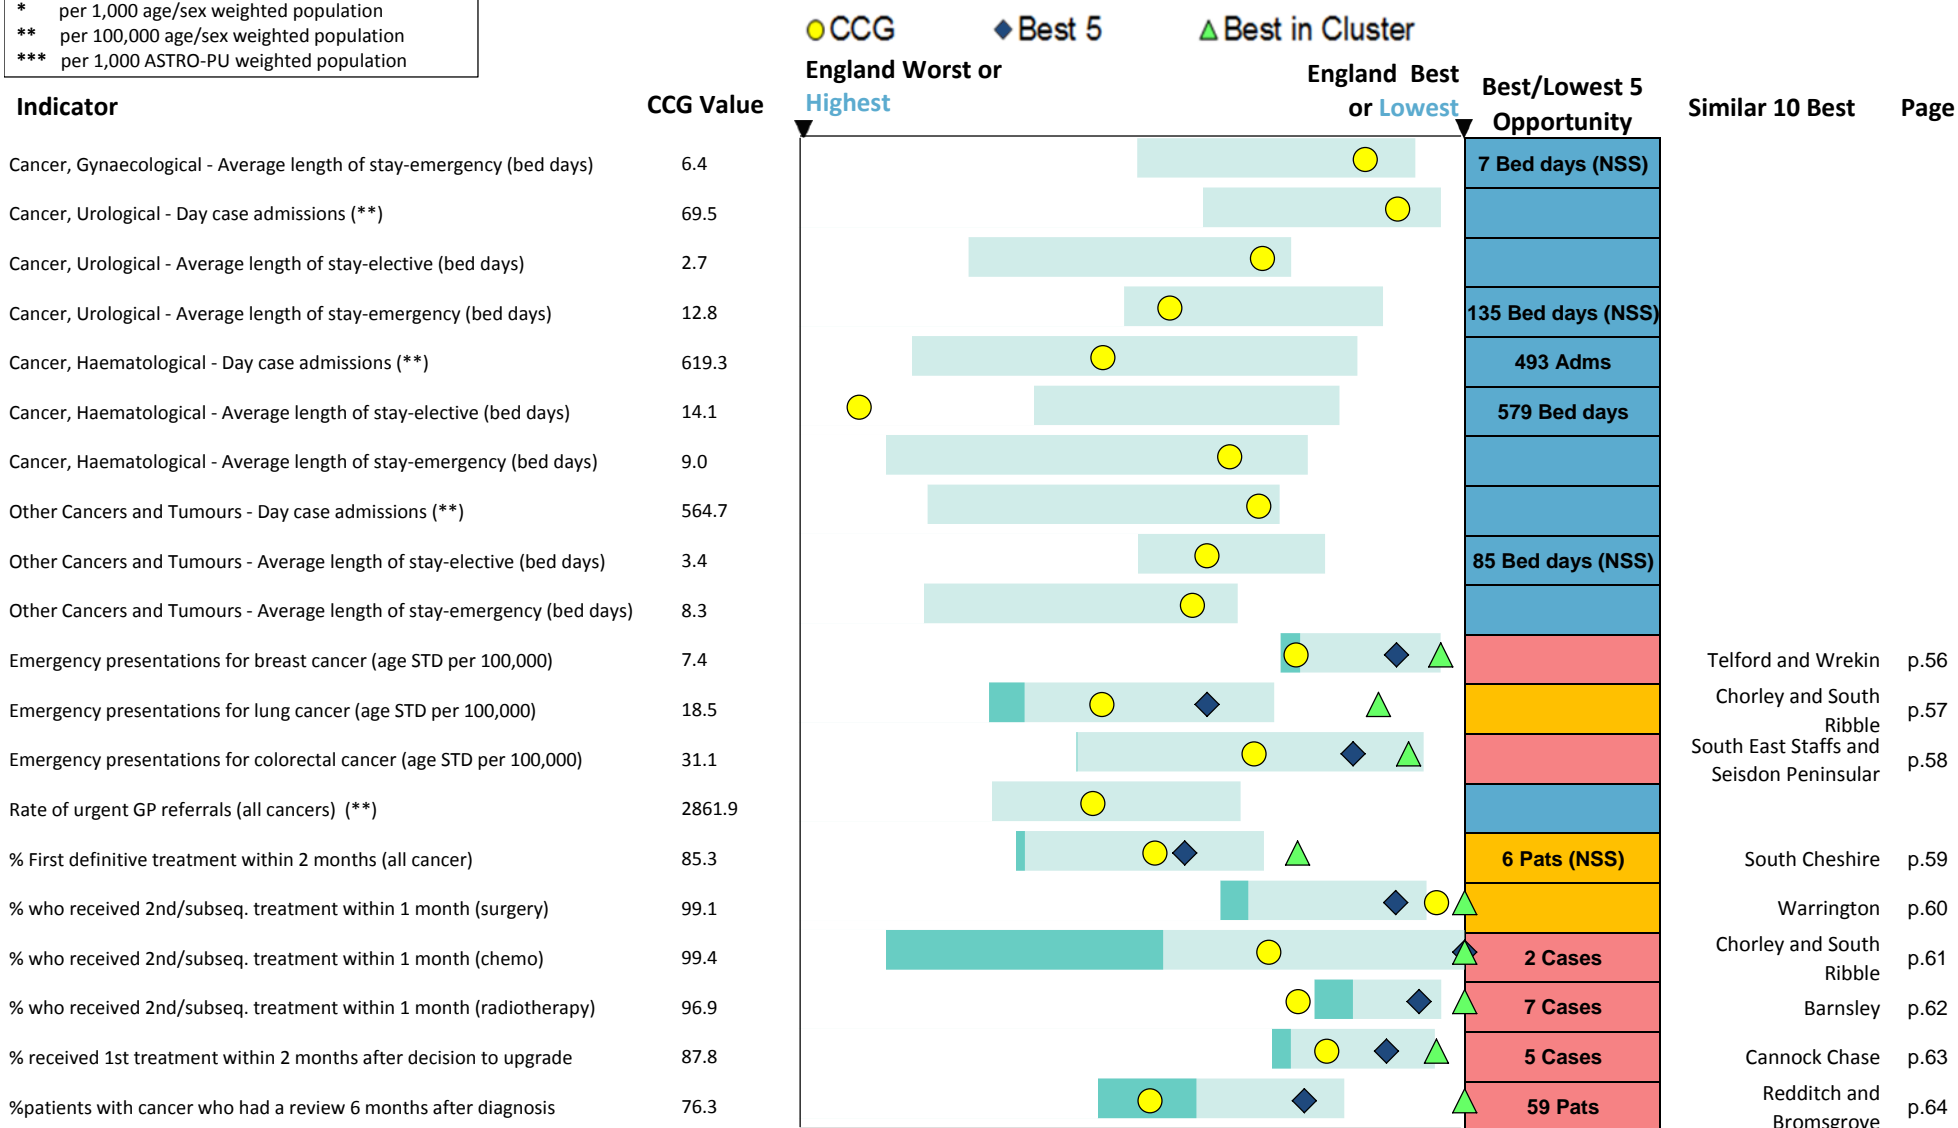 * per 1,000 age/sex weighted population
** per 100,000 age/sex weighted population
*** per 1,000 ASTRO-PU weighted population
CCG Best 5 Best in Cluster
England Worst or
Highest
England Best
or Lowest
Best/Lowest 5
Opportunity
Indicator CCG Value Similar 10 Best Page
Cancer, Gynaecological - Average length of stay-emergency (bed days) 6.4 7 Bed days (NSS)
Cancer, Urological - Day case admissions (**) 69.5
Cancer, Urological - Average length of stay-elective (bed days) 2.7
Cancer, Urological - Average length of stay-emergency (bed days) 12.8 135 Bed days (NSS)
Cancer, Haematological - Day case admissions (**) 619.3 493 Adms
Cancer, Haematological - Average length of stay-elective (bed days) 14.1 579 Bed days
Cancer, Haematological - Average length of stay-emergency (bed days) 9.0
Other Cancers and Tumours - Day case admissions (**) 564.7
Other Cancers and Tumours - Average length of stay-elective (bed days) 3.4 85 Bed days (NSS)
Other Cancers and Tumours - Average length of stay-emergency (bed days) 8.3
Emergency presentations for breast cancer (age STD per 100,000) 7.4 Telford and Wrekin p.56
Emergency presentations for lung cancer (age STD per 100,000) 18.5 Chorley and South
Ribble p.57
Emergency presentations for colorectal cancer (age STD per 100,000) 31.1 South East Staffs and
Seisdon Peninsular p.58
Rate of urgent GP referrals (all cancers) (**) 2861.9
% First definitive treatment within 2 months (all cancer) 85.3 6 Pats (NSS) South Cheshire p.59
% who received 2nd/subseq. treatment within 1 month (surgery) 99.1 Warrington p.60
% who received 2nd/subseq. treatment within 1 month (chemo) 99.4 2 Cases Chorley and South
Ribble p.61
% who received 2nd/subseq. treatment within 1 month (radiotherapy) 96.9 7 Cases Barnsley p.62
% received 1st treatment within 2 months after decision to upgrade 87.8 5 Cases Cannock Chase p.63
%patients with cancer who had a review 6 months after diagnosis 76.3 59 Pats Redditch and
Bromsgrove p.64